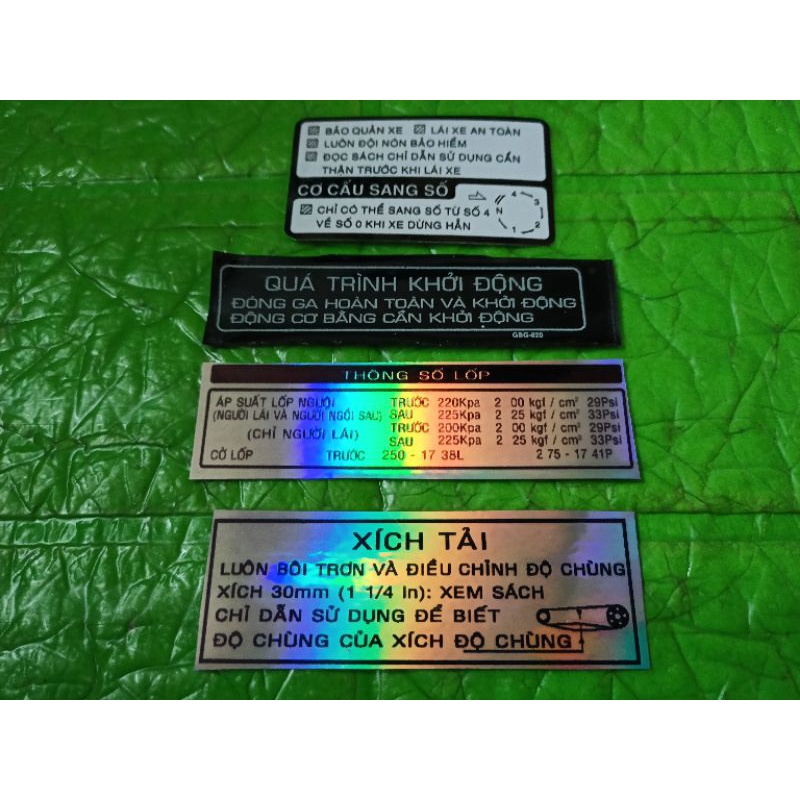 BẢO QUẢN XE LÁI XE AN TOÀN
LUÔN ĐỘI NÓN BẢO HIỂM
ĐỌC SÁCH CHỈ DẪN SỬ DỤNG CẨN
THẬN TRƯỚC KHI LÁI XE
CƠ CẤU SANG SỐ
CHỈ CÓ THỂ SANG SỐ TỪ SỐ 4
VỀ SỐ 0 KHI XE DỪNG HẲN
N 4 3 2 1
QUÁ TRÌNH KHỞI ĐỘNG
ĐÓNG GA HOÀN TOÀN VÀ KHỞI ĐỘNG
ĐỘNG CƠ BẰNG CẦN KHỞI ĐỘNG
GBG-820
THÔNG SỐ LỐP
ÁP SUẤT LỐP NGUỘI TRƯỚC 220Kpa 2 00 kgf / cm² 29Psi
(NGƯỜI LÁI VÀ NGƯỜI NGỒI SAU) SAU 225Kpa 2 25 kgf / cm² 33Psi
(CHỈ NGƯỜI LÁI) TRƯỚC 200Kpa 2 00 kgf / cm² 29Psi
SAU 225Kpa 2 25 kgf / cm² 33Psi
CỠ LỐP TRƯỚC 250 - 17 38L 2 75 - 17 41P
XÍCH TẢI
LUÔN BÔI TRƠN VÀ ĐIỀU CHỈNH ĐỘ CHÙNG
XÍCH 30mm (1 1/4 in): XEM SÁCH
CHỈ DẪN SỬ DỤNG ĐỂ BIẾT
ĐỘ CHÙNG CỦA XÍCH ĐỘ CHÙNG